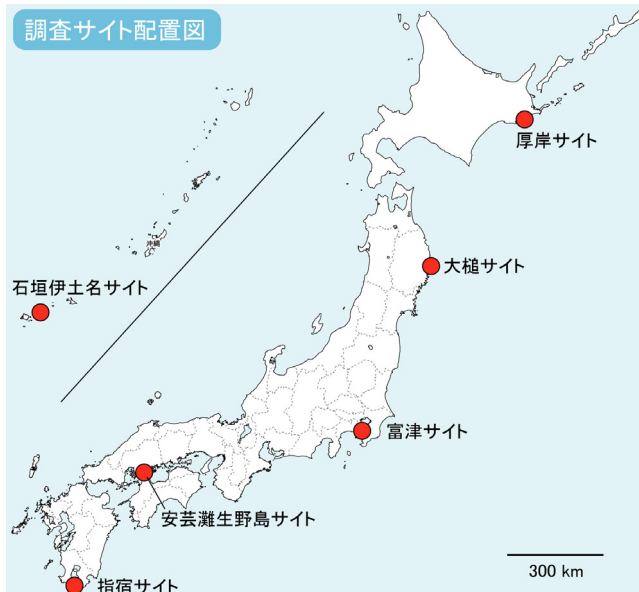 調査サイト配置図
厚岸サイト
沖縄
大槌サイト
石垣伊土名サイト
富津サイト
安芸灘生野島サイト
300 km
指宿サイト